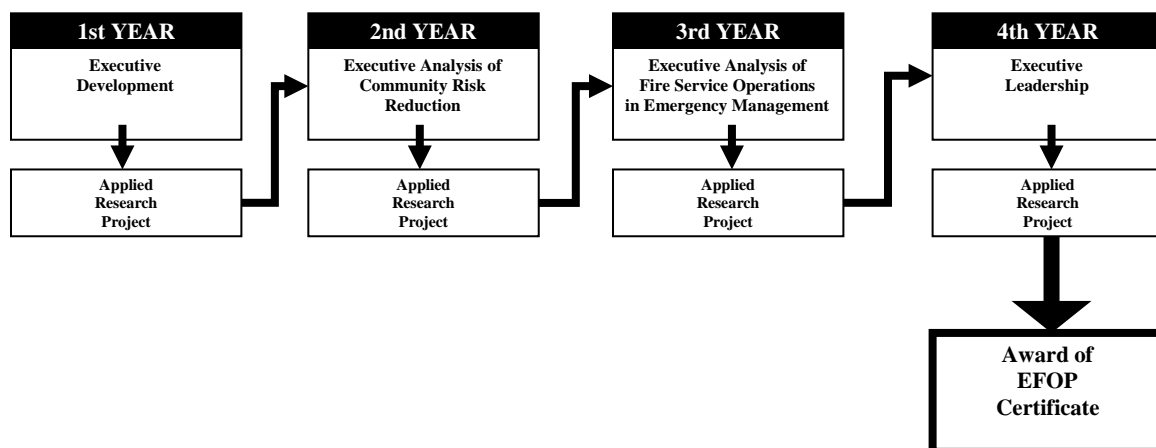 1st YEAR
Executive
Development
Applied
Research
Project
2nd YEAR
Executive Analysis of
Community Risk
Reduction
Applied
Research
Project
3rd YEAR
Executive Analysis of
Fire Service Operations
in Emergency Management
Applied
Research
Project
4th YEAR
Executive
Leadership
Applied
Research
Project
Award of
EFOP
Certificate